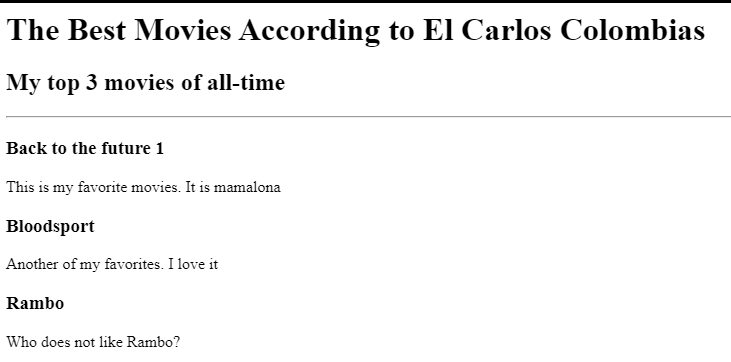 The Best Movies According to El Carlos Colombias
My top 3 movies of all-time
Back to the future 1
This is my favorite movies. It is mamalona
Bloodsport
Another of my favorites. I love it
Rambo
Who does not like Rambo?